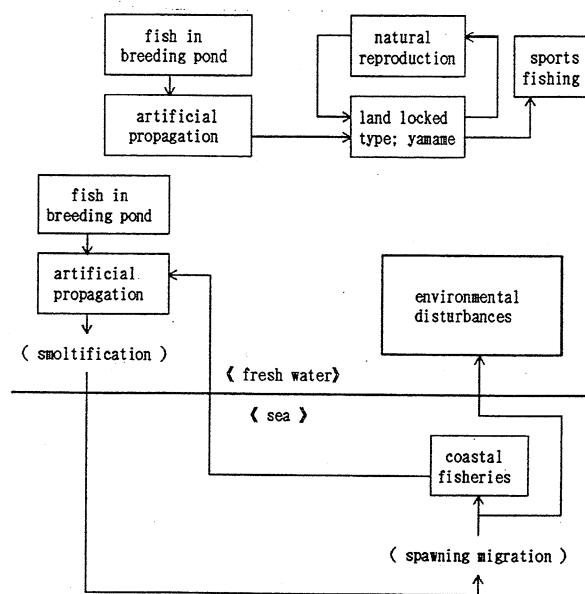 fish in
breeding pond
natural
reproduction
sports
fishing
artificial
propagation
land locked
type; yamame
fish in
breeding pond
artificial
propagation
environmental
disturbances
( smoltification )
《 fresh water》
《 sea 》
coastal
fisheries
( spawning migration )